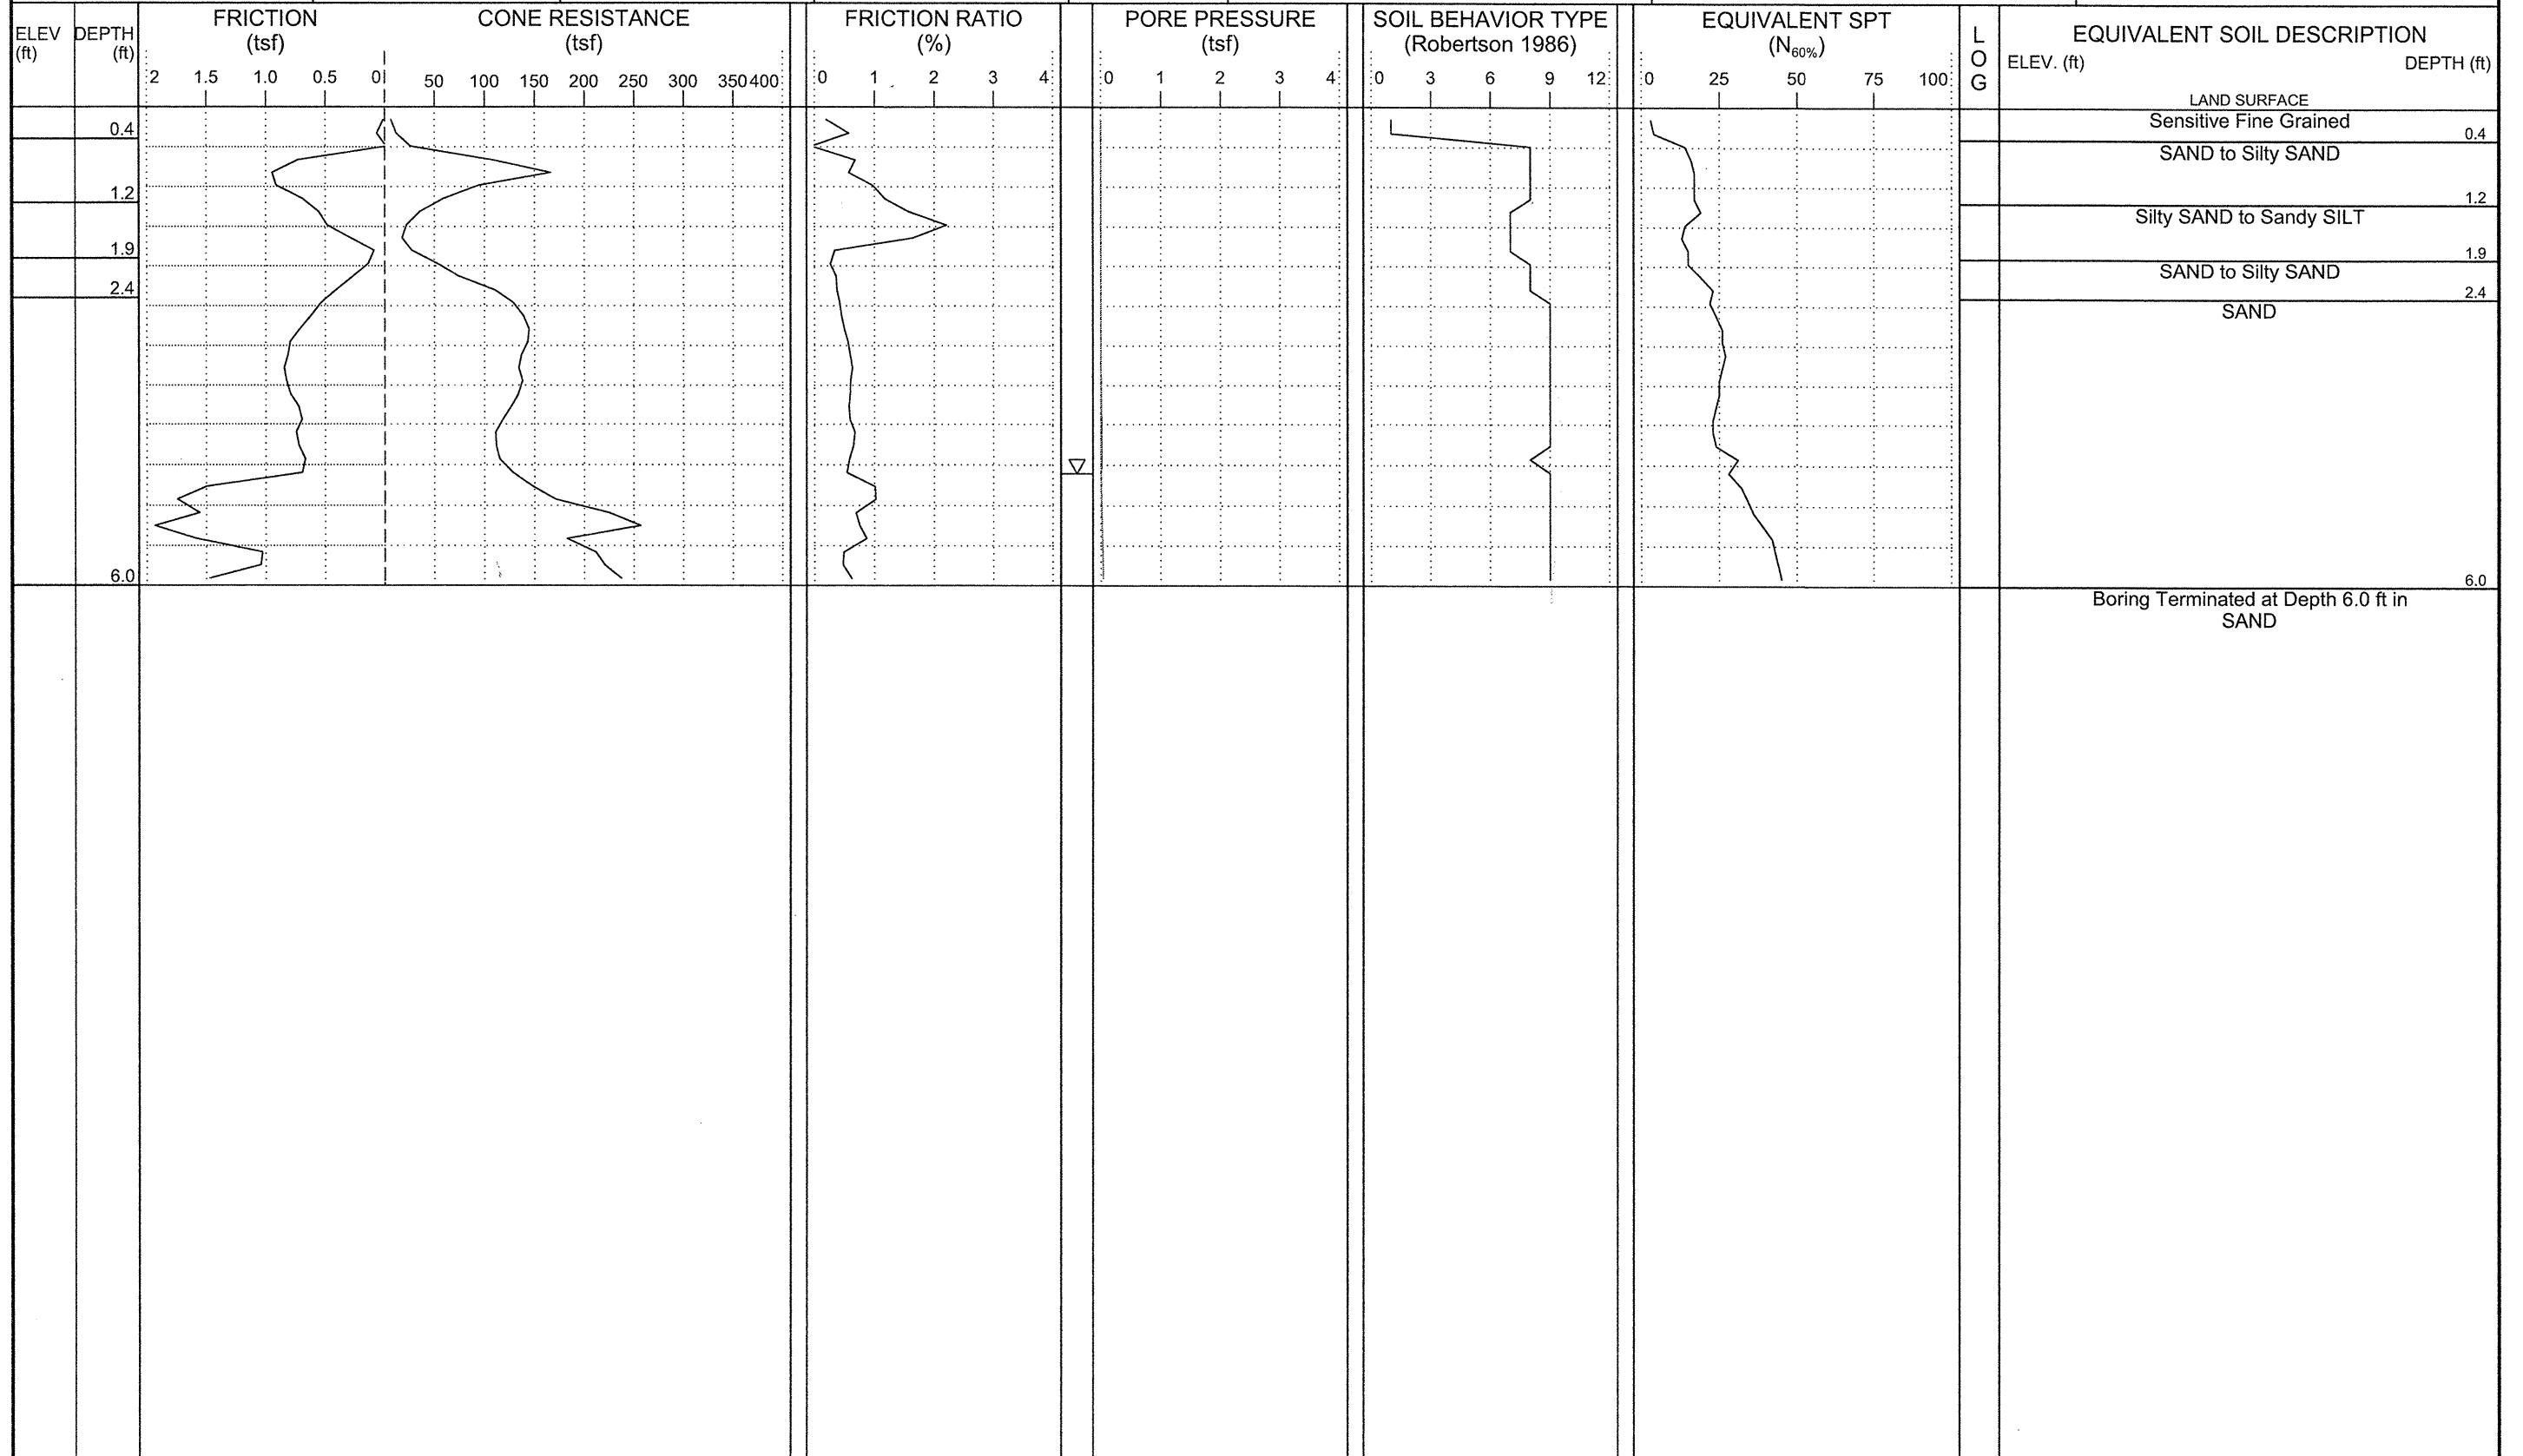 ELEV
(ft)
DEPTH
(ft)
FRICTION
(tsf)
CONE RESISTANCE
(tsf)
FRICTION RATIO
(%)
PORE PRESSURE
(tsf)
SOIL BEHAVIOR TYPE
(Robertson 1986)
EQUIVALENT SPT
(N60%)
L
O
G
EQUIVALENT SOIL DESCRIPTION
ELEV. (ft) DEPTH (ft)
2 1.5 1.0 0.5 0
50 100 150 200 250 300 350 400
0 1 2 3 4
0 1 2 3 4
0 3 6 9 12
0 25 50 75 100
LAND SURFACE
0.4
Sensitive Fine Grained
0.4
SAND to Silty SAND
1.2
1.2
Silty SAND to Sandy SILT
1.9
1.9
SAND to Silty SAND
2.4
2.4
SAND
6.0
6.0
Boring Terminated at Depth 6.0 ft in
SAND